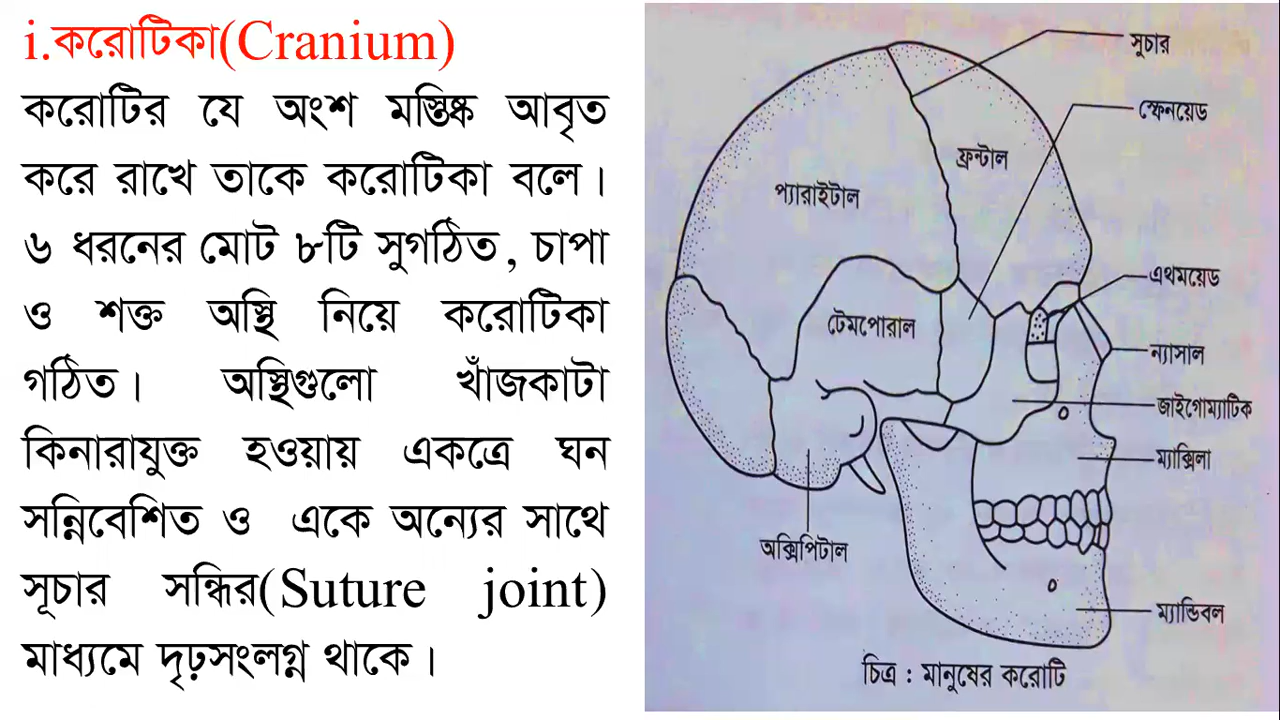 i.করোটিকা(Cranium)
করোটির যে অংশ মস্তিষ্ক আবৃত
করে রাখে তাকে করোটিকা বলে।
৬ ধরনের মোট ৮টি সুগঠিত, চাপা
ও শক্ত অস্থি নিয়ে করোটিকা
গঠিত। অস্থিগুলো খাঁজকাটা
কিনারাযুক্ত হওয়ায় একত্রে ঘন
সন্নিবেশিত ও একে অন্যের সাথে
সূচার সন্ধির(Suture joint)
মাধ্যমে দৃঢ়সংলগ্ন থাকে।
সুচার
স্ফেনয়েড
ফ্রন্টাল
প্যারাইটাল
এথময়েড
টেমপোরাল
ন্যাসাল
জাইগোম্যাটিক
ম্যাক্সিলা
অক্সিপিটাল
ম্যান্ডিবল
চিত্র : মানুষের করোটি